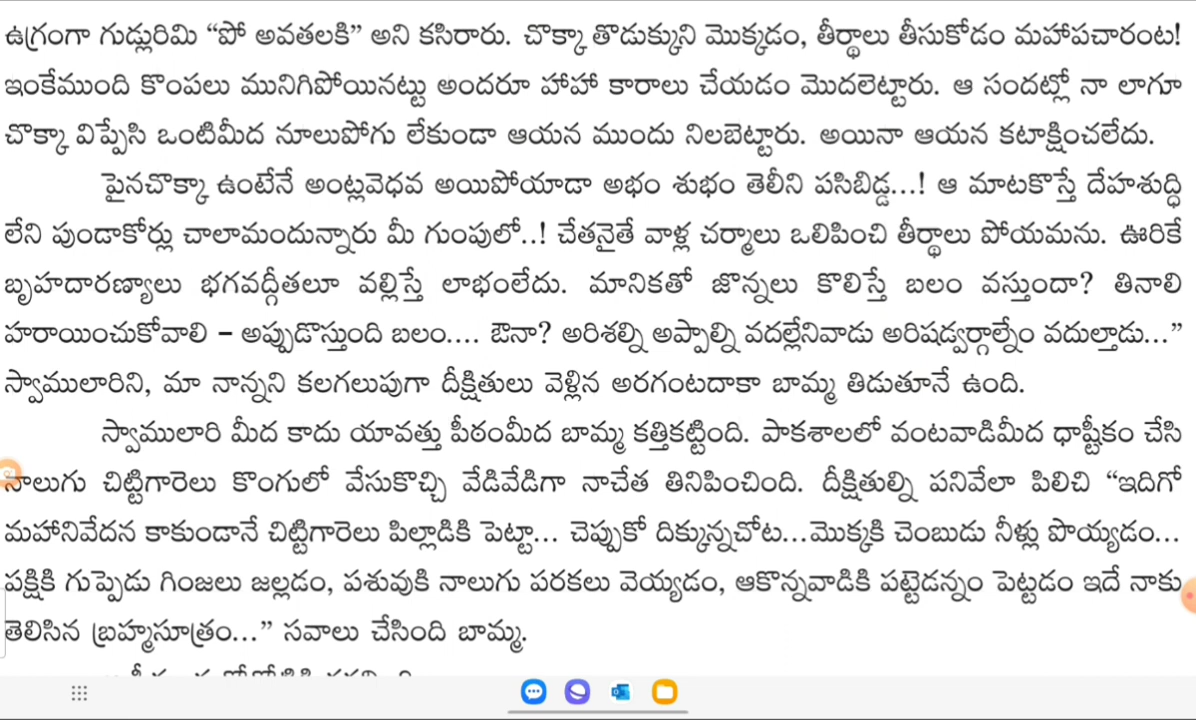 ఉగ్రంగా గుడ్లురిమి “పో అవతలకి” అని కసిరారు. చొక్కా తొడుక్కుని మొక్కడం, తీర్థాలు తీసుకోడం మహాపచారంట!
ఇంకేముంది కొంపలు మునిగిపోయినట్టు అందరూ హాహా కారాలు చేయడం మొదలెట్టారు. ఆ సందట్లో నా లాగూ
చొక్కా విప్పేసి ఒంటిమీద నూలుపోగు లేకుండా ఆయన ముందు నిలబెట్టారు. అయినా ఆయన కటాక్షించలేదు.
పైనచొక్కా ఉంటేనే అంట్లవెధవ అయిపోయాడా అభం శుభం తెలీని పసిబిడ్డ...! ఆ మాటకొస్తే దేహశుద్ధి
లేని పుండాకోర్లు చాలామందున్నారు మీ గుంపులో..! చేతనైతే వాళ్ల చర్మాలు ఒలిపించి తీర్థాలు పోయమను. ఊరికే
బృహదారణ్యాలు భగవద్గీతలూ వల్లిస్తే లాభంలేదు. మానికతో జొన్నలు కొలిస్తే బలం వస్తుందా? తినాలి
హరాయించుకోవాలి – అప్పుడొస్తుంది బలం.... ఔనా? అరిశల్ని అప్పాల్ని వదల్లేనివాడు అరిషడ్వర్గాల్నేం వదుల్తాడు...”
స్వాములారిని, మా నాన్నని కలగలుపుగా దీక్షితులు వెళ్లిన అరగంటదాకా బామ్మ తిడుతూనే ఉంది.
స్వాములారి మీద కాదు యావత్తు పీఠంమీద బామ్మ కత్తికట్టింది. పాకశాలలో వంటవాడిమీద ధాష్టీకం చేసి
నాలుగు చిట్టిగారెలు కొంగులో వేసుకొచ్చి వేడివేడిగా నాచేత తినిపించింది. దీక్షితుల్ని పనివేలా పిలిచి “ఇదిగో
మహానివేదన కాకుండానే చిట్టిగారెలు పిల్లాడికి పెట్టా... చెప్పుకో దిక్కున్నచోట...మొక్కకి చెంబుడు నీళ్లు పొయ్యడం...
పక్షికి గుప్పెడు గింజలు జల్లడం, పశువుకి నాలుగు పరకలు వెయ్యడం, ఆకొన్నవాడికి పట్టెడన్నం పెట్టడం ఇదే నాకు
తెలిసిన బ్రహ్మసూత్రం...” సవాలు చేసింది బామ్మ.